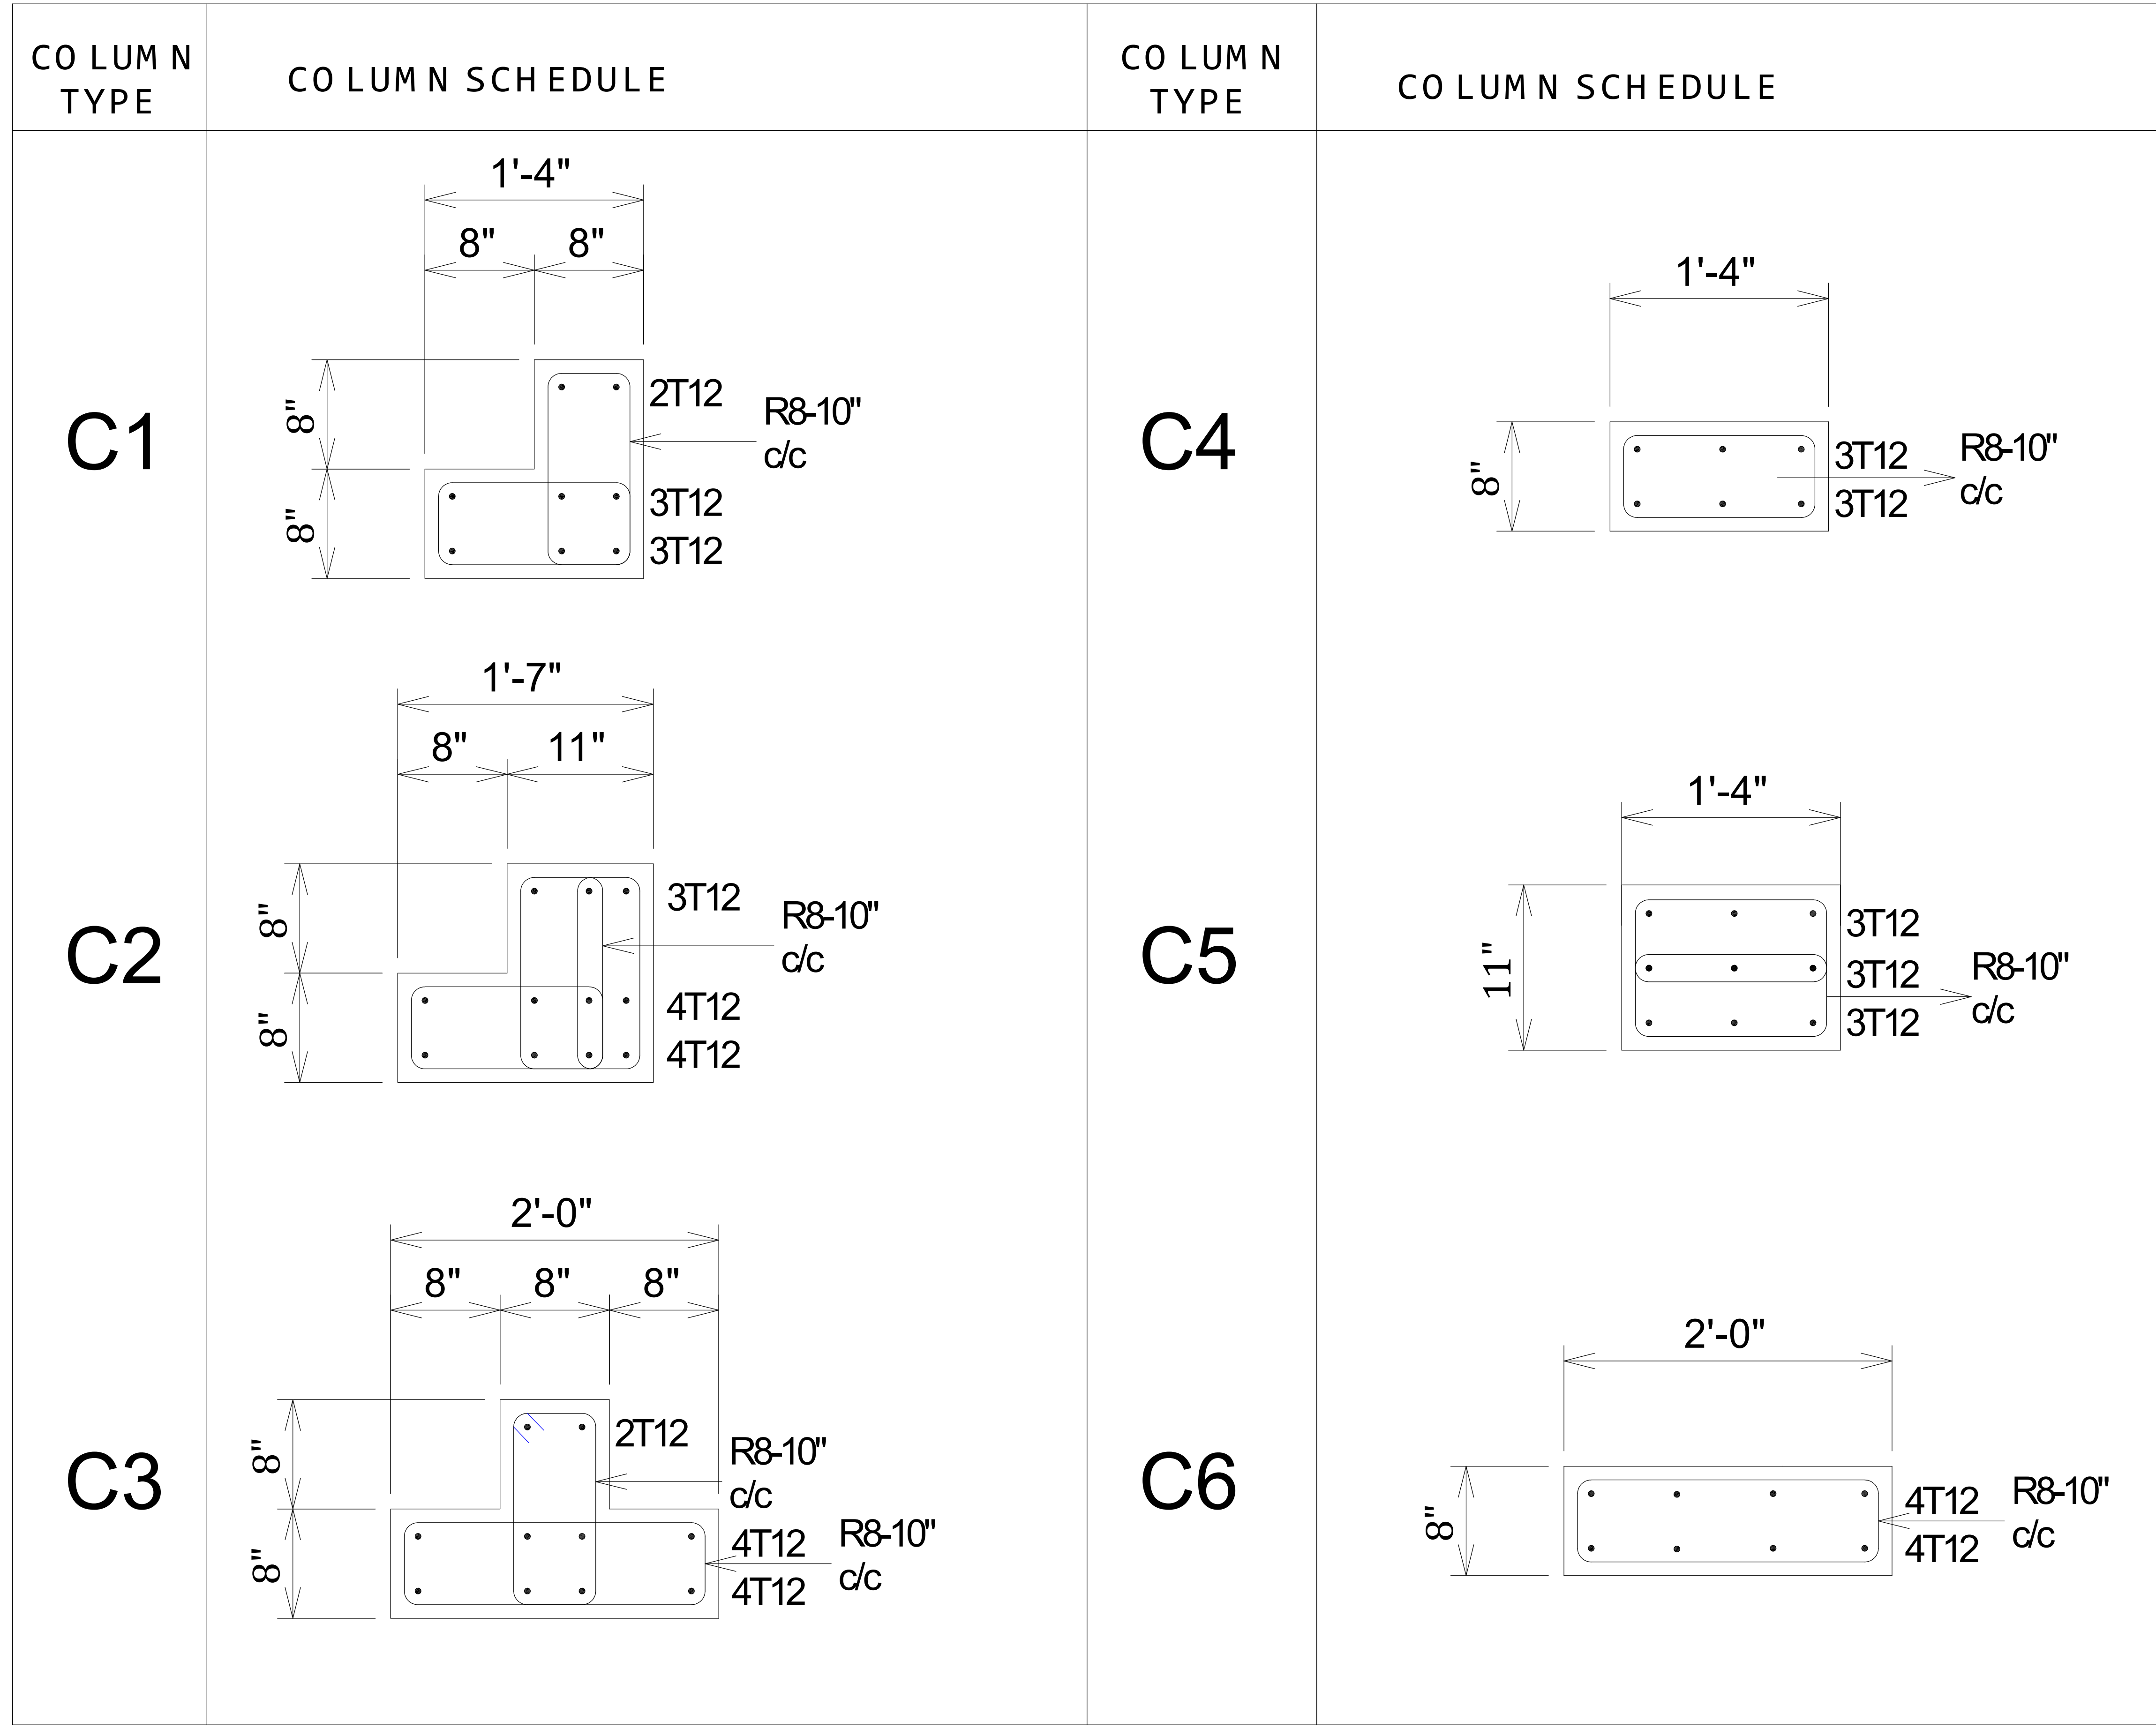 COLUMN
TYPE
COLUMN SCHEDULE
COLUMN
TYPE
COLUMN SCHEDULE
C1
1'-4"
8" 8"
8"
8"
2T12
R8-10"
c/c
3T12
3T12
C4
1'-4"
8"
3T12
3T12
R8-10"
c/c
C2
1'-7"
8" 11"
8"
8"
3T12
R8-10"
c/c
4T12
4T12
C5
1'-4"
11"
3T12
3T12
3T12
R8-10"
c/c
C3
2'-0"
8" 8" 8"
8"
8"
2T12
R8-10"
c/c
4T12
4T12
R8-10"
c/c
C6
2'-0"
8"
4T12
4T12
R8-10"
c/c